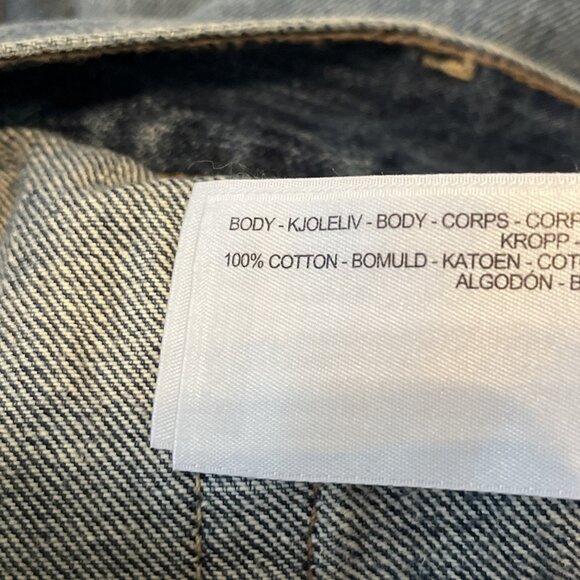 BODY - KJOLELIV - BODY - CORPS -
KROPP -
100% COTTON - BOMULD - KATOEN -
ALGODÓN -